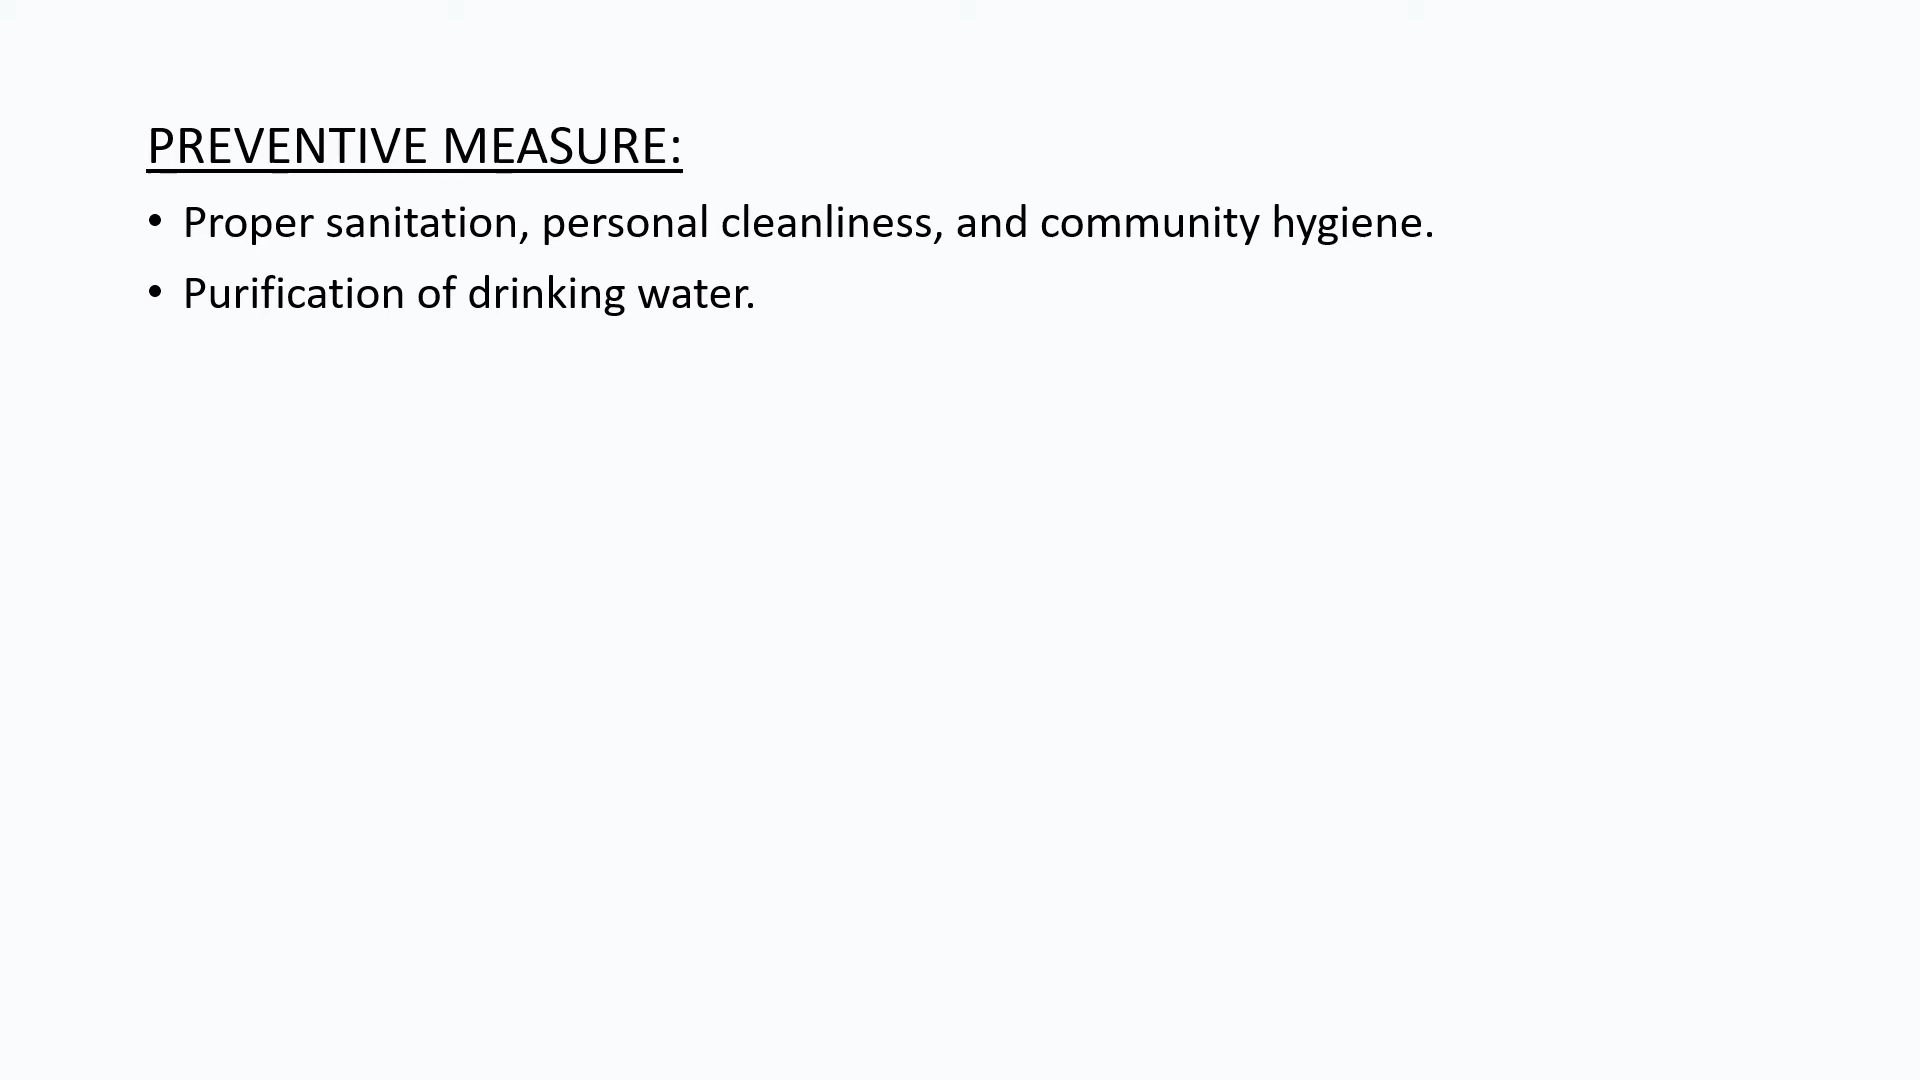 PREVENTIVE MEASURE:
• Proper sanitation, personal cleanliness, and community hygiene.
• Purification of drinking water.